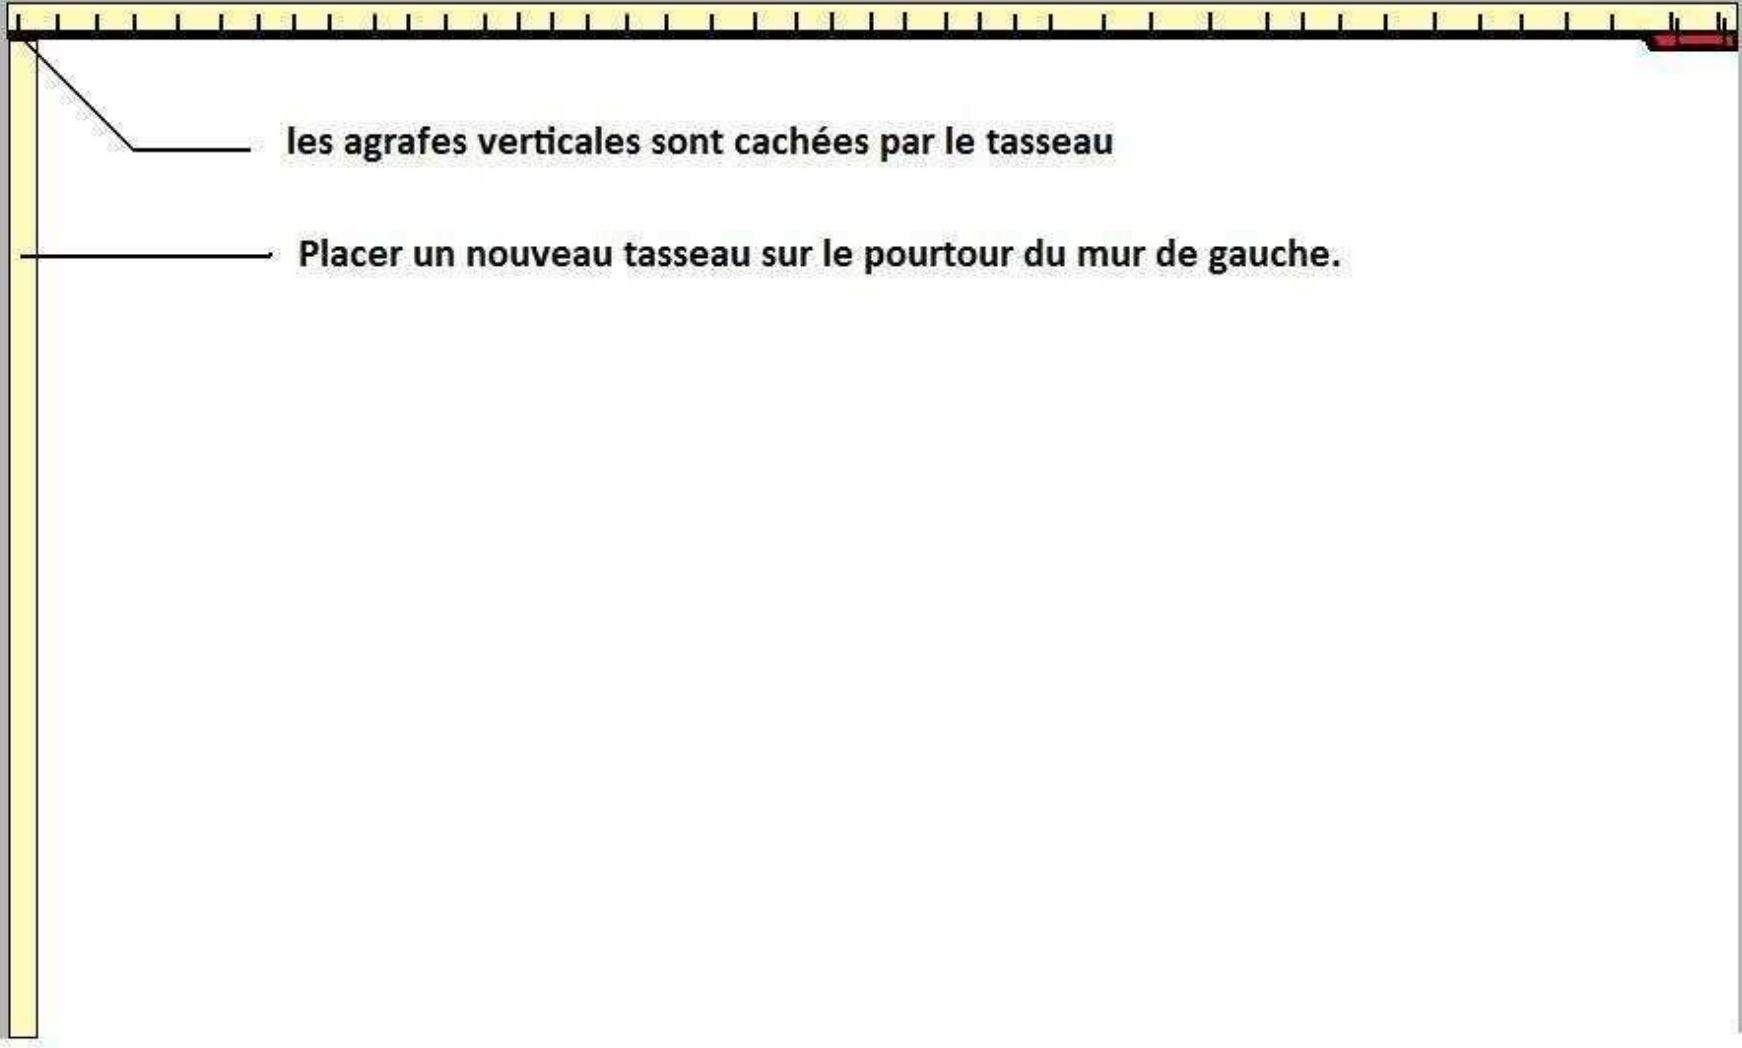 les agrafes verticales sont cachées par le tasseau
Placer un nouveau tasseau sur le pourtour du mur de gauche.